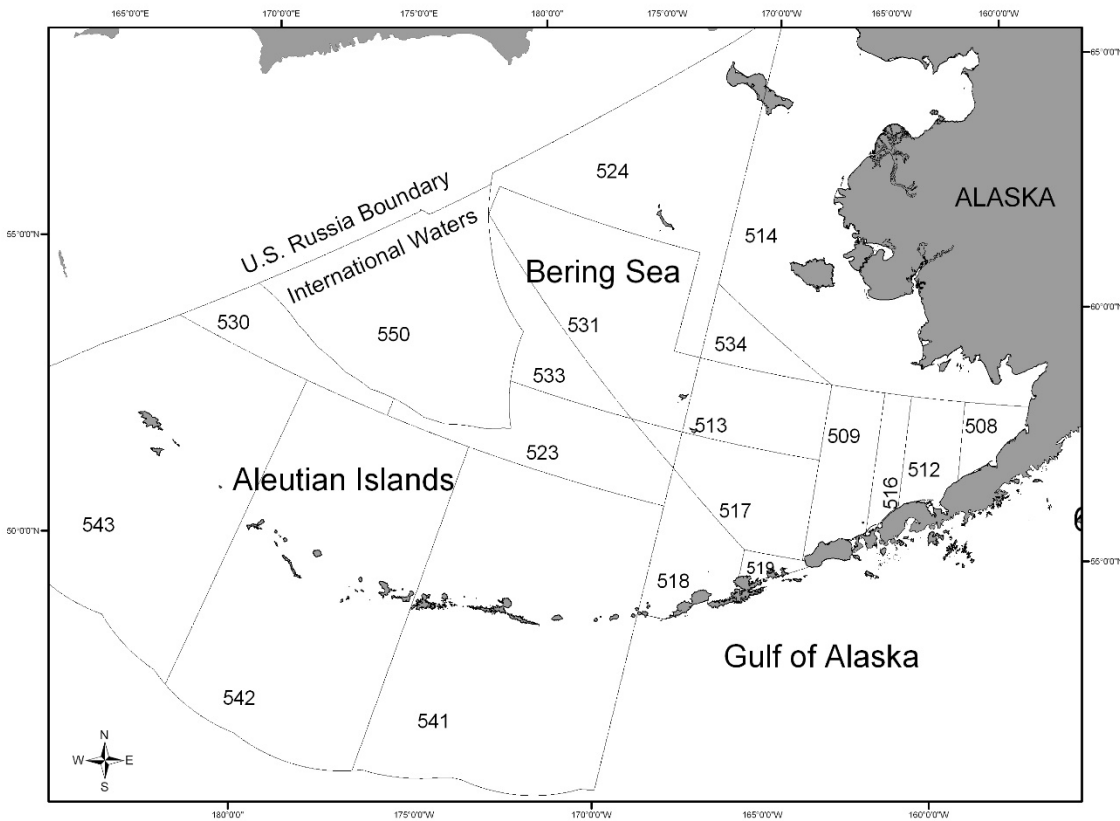 165°0'0"E
170°0'0"E
175°0'0"E
180°0'0"
175°0'0"W
170°0'0"W
165°0'0"W
160°0'0"W
65°0'0"N
524
ALASKA
U.S. Russia Boundary
514
55°0'0"N
International Waters
Bering Sea
60°0'0"N
530
531
550
534
533
513
509
508
523
512
Aleutian Islands
516
543
517
50°0'0"N
519
55°0'0"N
518
Gulf of Alaska
542
541
N
W
E
S
180°0'0"
175°0'0"W
170°0'0"W
165°0'0"W
160°0'0"W